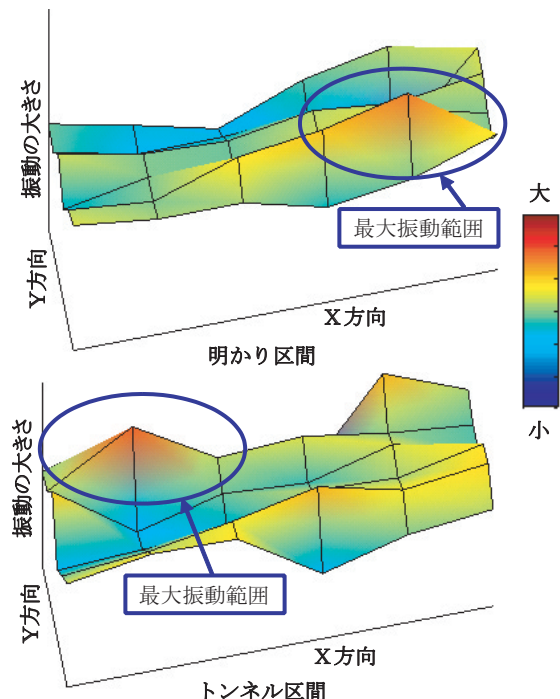 振動の大きさ
Y方向
X方向
最大振動範囲
明かり区間
大
小
振動の大きさ
Y方向
X方向
最大振動範囲
トンネル区間